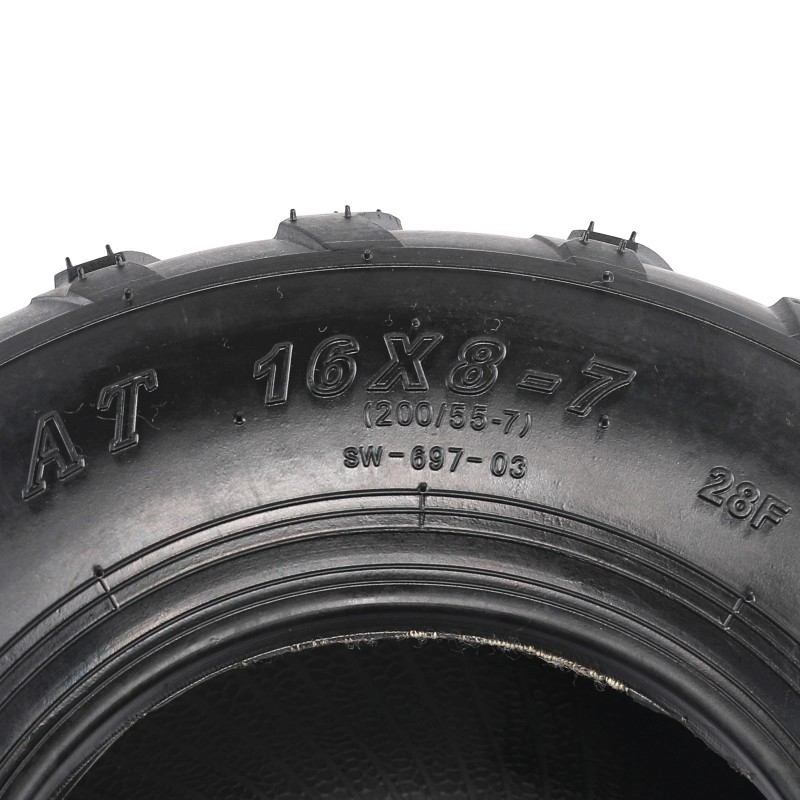 AT 16X8-7
(200/55-7)
SW-697-03
28F